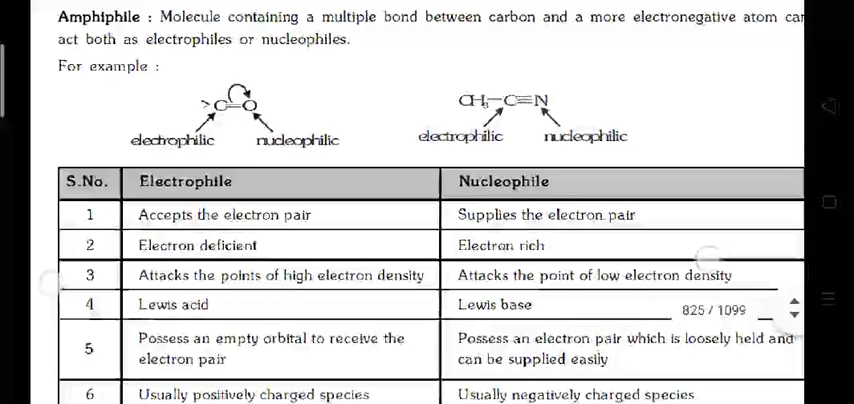 Amphiphile : Molecule containing a multiple bond between carbon and a more electronegative atom can
act both as electrophiles or nucleophiles.
For example :
>C=O
CH3–C≡N
electrophilic nucleophilic
electrophilic nucleophilic
S.No. Electrophile Nucleophile
1 Accepts the electron pair Supplies the electron pair
2 Electron deficient Electron rich
3 Attacks the points of high electron density Attacks the point of low electron density
4 Lewis acid Lewis base
825 / 1099
5 Possess an empty orbital to receive the electron pair Possess an electron pair which is loosely held and can be supplied easily
6 Usually positively charged species Usually negatively charged species